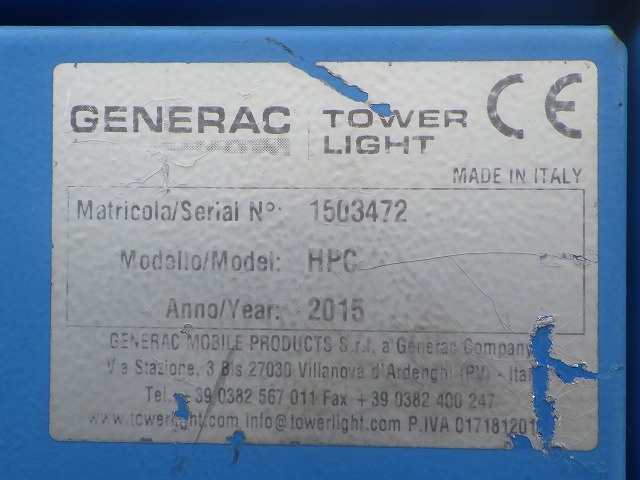 GENERAC TOWER LIGHT CE
MADE IN ITALY
Matricola/Serial N°: 1503472
Modello/Model: HPC
Anno/Year: 2015
GENERAC MOBILE PRODUCTS S.r.l. a Generac Company
Via Stazione, 3 Bis 27030 Villanova d'Ardenghi (PV) -
Tel. +39 0382 567 011 Fax +39 0382 400 247
www.towerlight.com info@towerlight.com P.IVA